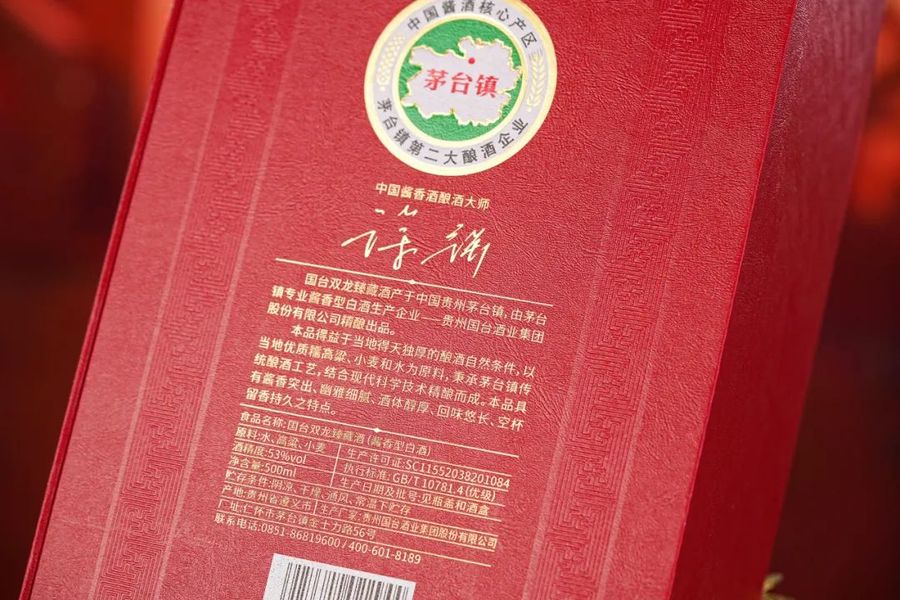 中国酱酒核心产区
茅台镇
茅台镇第二大酿酒企业
中国酱香酒酿酒大师
国台双龙臻藏酒产于中国贵州茅台镇,由茅台
镇专业酱香型白酒生产企业——贵州国台酒业集团
股份有限公司精酿出品。
本品得益于当地得天独厚的酿酒自然条件,以
当地优质糯高粱、小麦和水为原料,秉承茅台镇传
统酿酒工艺,结合现代科学技术精酿而成。本品具
有酱香突出、幽雅细腻、酒体醇厚、回味悠长、空杯
留香持久之特点。
食品名称:国台双龙臻藏酒(酱香型白酒)
原料:水、高粱、小麦
生产许可证:SC11552038201084
酒精度:53%vol
执行标准:GB/T 10781.4(优级)
净含量:500ml
生产日期及批号:见瓶盖和酒盒
贮存条件:阴凉、干燥、通风、常温下贮存
产地:贵州省遵义市
生产厂家:贵州国台酒业集团股份有限公司
厂址:仁怀市茅台镇金士力路56号
联系电话:0851-86819600 / 400-601-8189